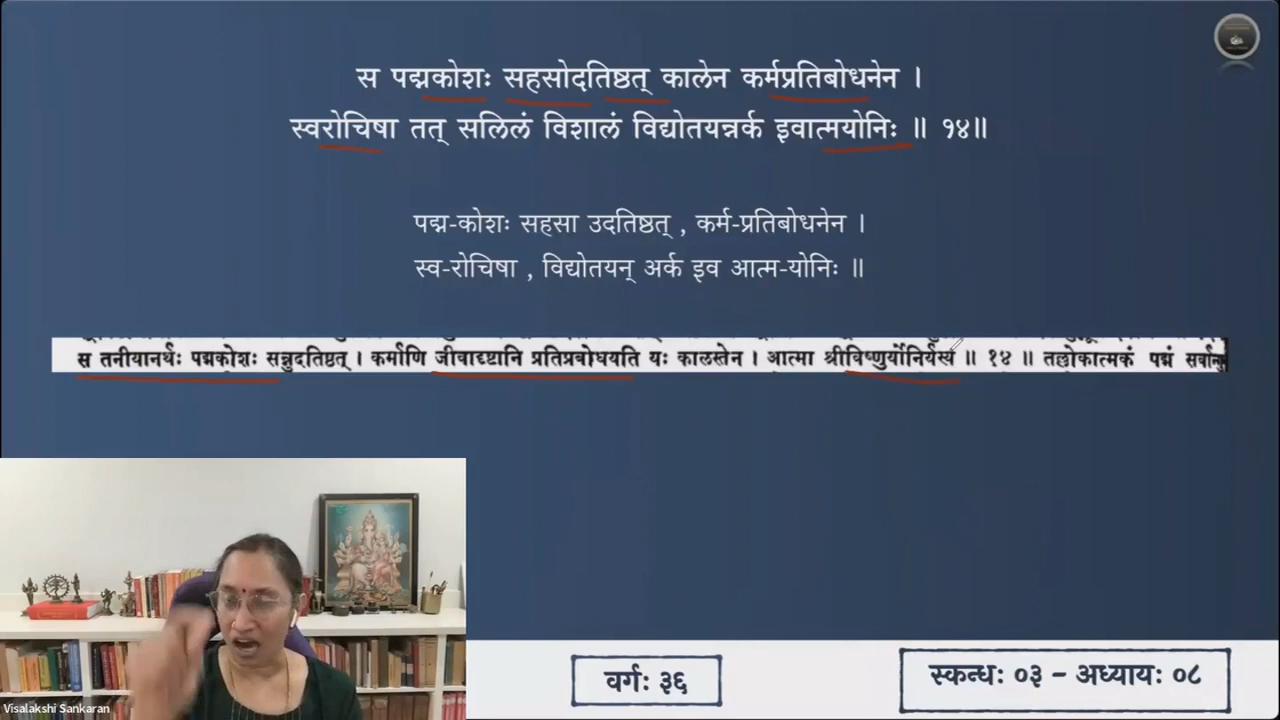 स पद्मकोशः सहसोदतिष्ठत् कालेन कर्मप्रतिबोधनेन ।
स्वरोचिषा तत् सलिलं विशालं विद्योतयन्नर्क इवात्मयोनिः ॥ १४॥
पद्म-कोशः सहसा उदतिष्ठत् , कर्म-प्रतिबोधनेन ।
स्व-रोचिषा , विद्योतयन् अर्क इव आत्म-योनिः ॥
स तनीयानर्थः पद्मकोशः सन्नुदतिष्ठत् । कर्माणि जीवादृष्टानि प्रतिप्रबोधयति यः कालस्तेन । आत्मा श्रीविष्णुर्योनिर्यस्य ॥ १४ ॥ तल्लोकात्मकं पद्मं
Visalakshi Sankaran
वर्गः ३६
स्कन्धः ०३ – अध्यायः ०८